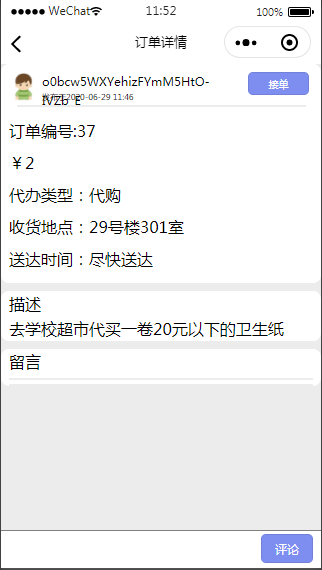 WeChat 11:52 100%
订单详情
o0bcw5WXYehizFYmM5HtO-
IVZb E
2020-06-29 11:46
接单
订单编号:37
￥2
代办类型：代购
收货地点：29号楼301室
送达时间：尽快送达
描述
去学校超市代买一卷20元以下的卫生纸
留言
评论